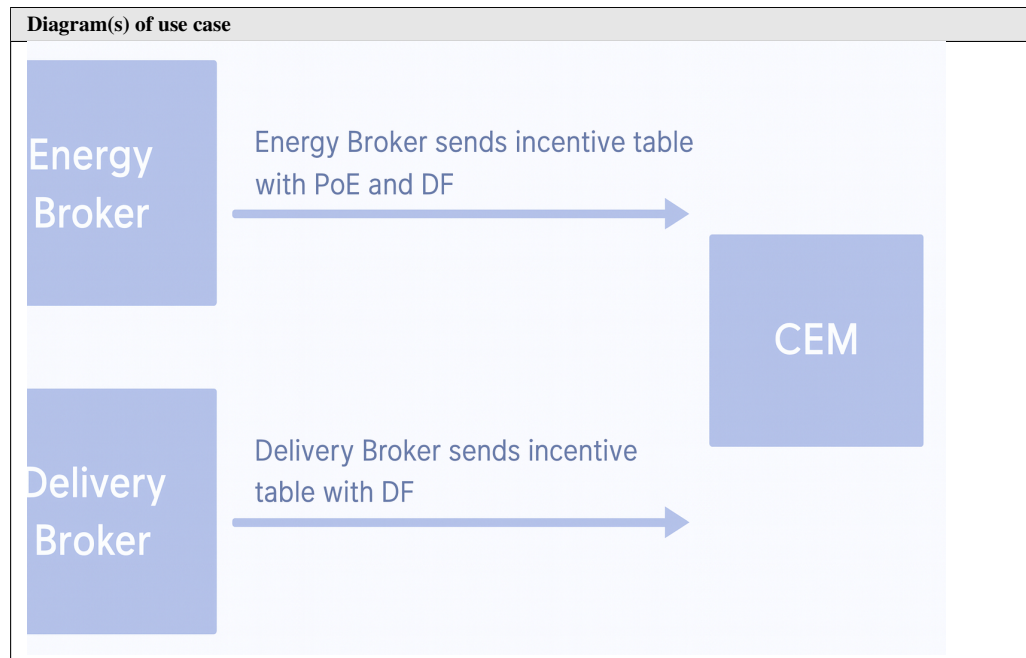 Diagram(s) of use case
Energy
Broker
Energy Broker sends incentive table
with PoE and DF
CEM
Delivery
Broker
Delivery Broker sends incentive
table with DF